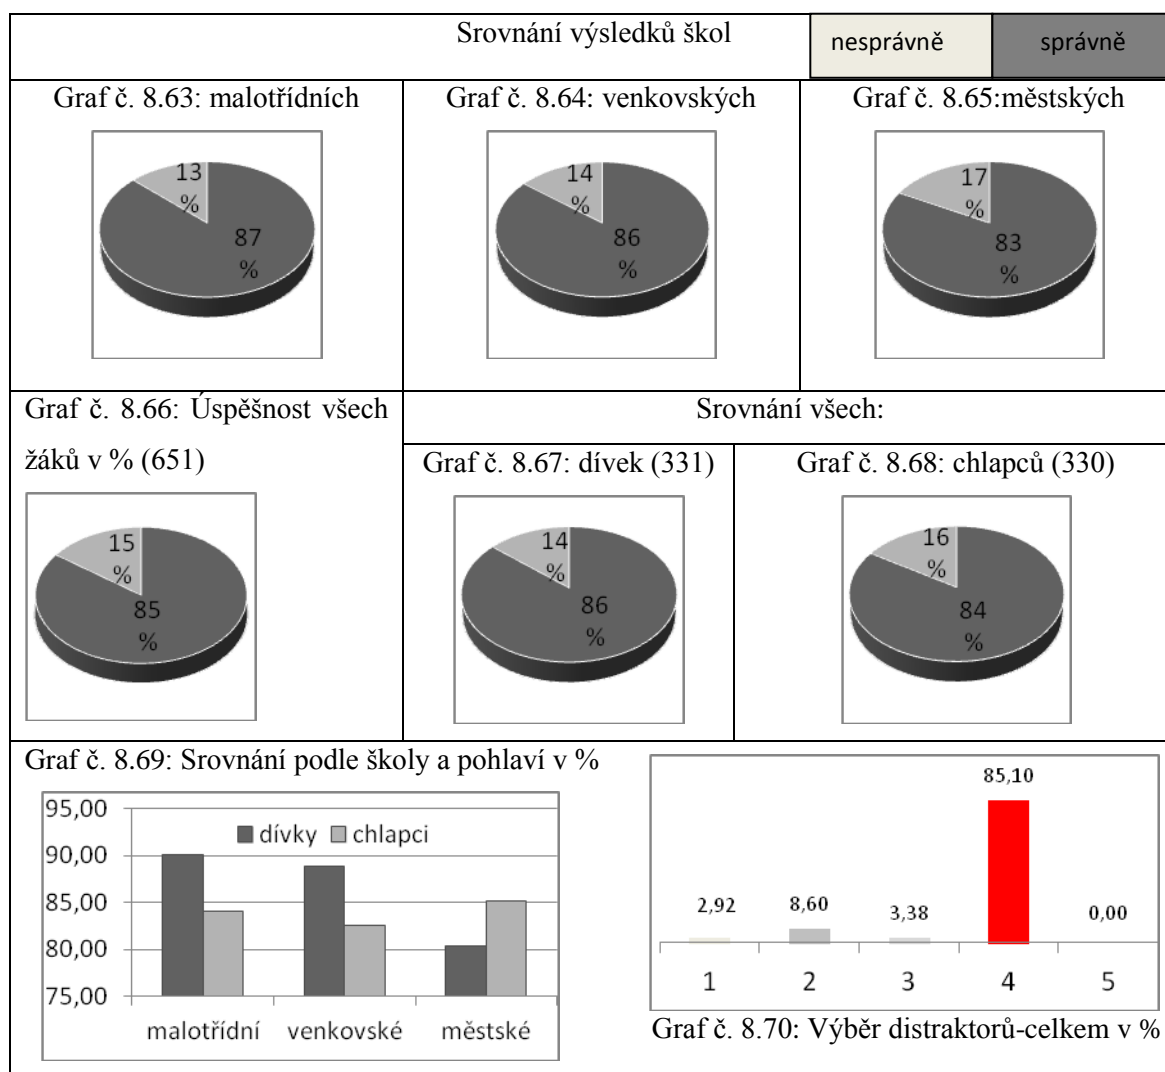 Srovnání výsledků škol
nesprávně
správně
Graf č. 8.63: malotřídních
Graf č. 8.64: venkovských
Graf č. 8.65:městských
13
%
87
%
14
%
86
%
17
%
83
%
Graf č. 8.66: Úspěšnost všech
žáků v % (651)
Srovnání všech:
Graf č. 8.67: dívek (331)
Graf č. 8.68: chlapců (330)
15
%
85
%
14
%
86
%
16
%
84
%
Graf č. 8.69: Srovnání podle školy a pohlaví v %
95,00
90,00
85,00
80,00
75,00
dívky chlapci
malotřídní venkovské městské
85,10
2,92 8,60 3,38 0,00
1 2 3 4 5
Graf č. 8.70: Výběr distraktorů-celkem v %